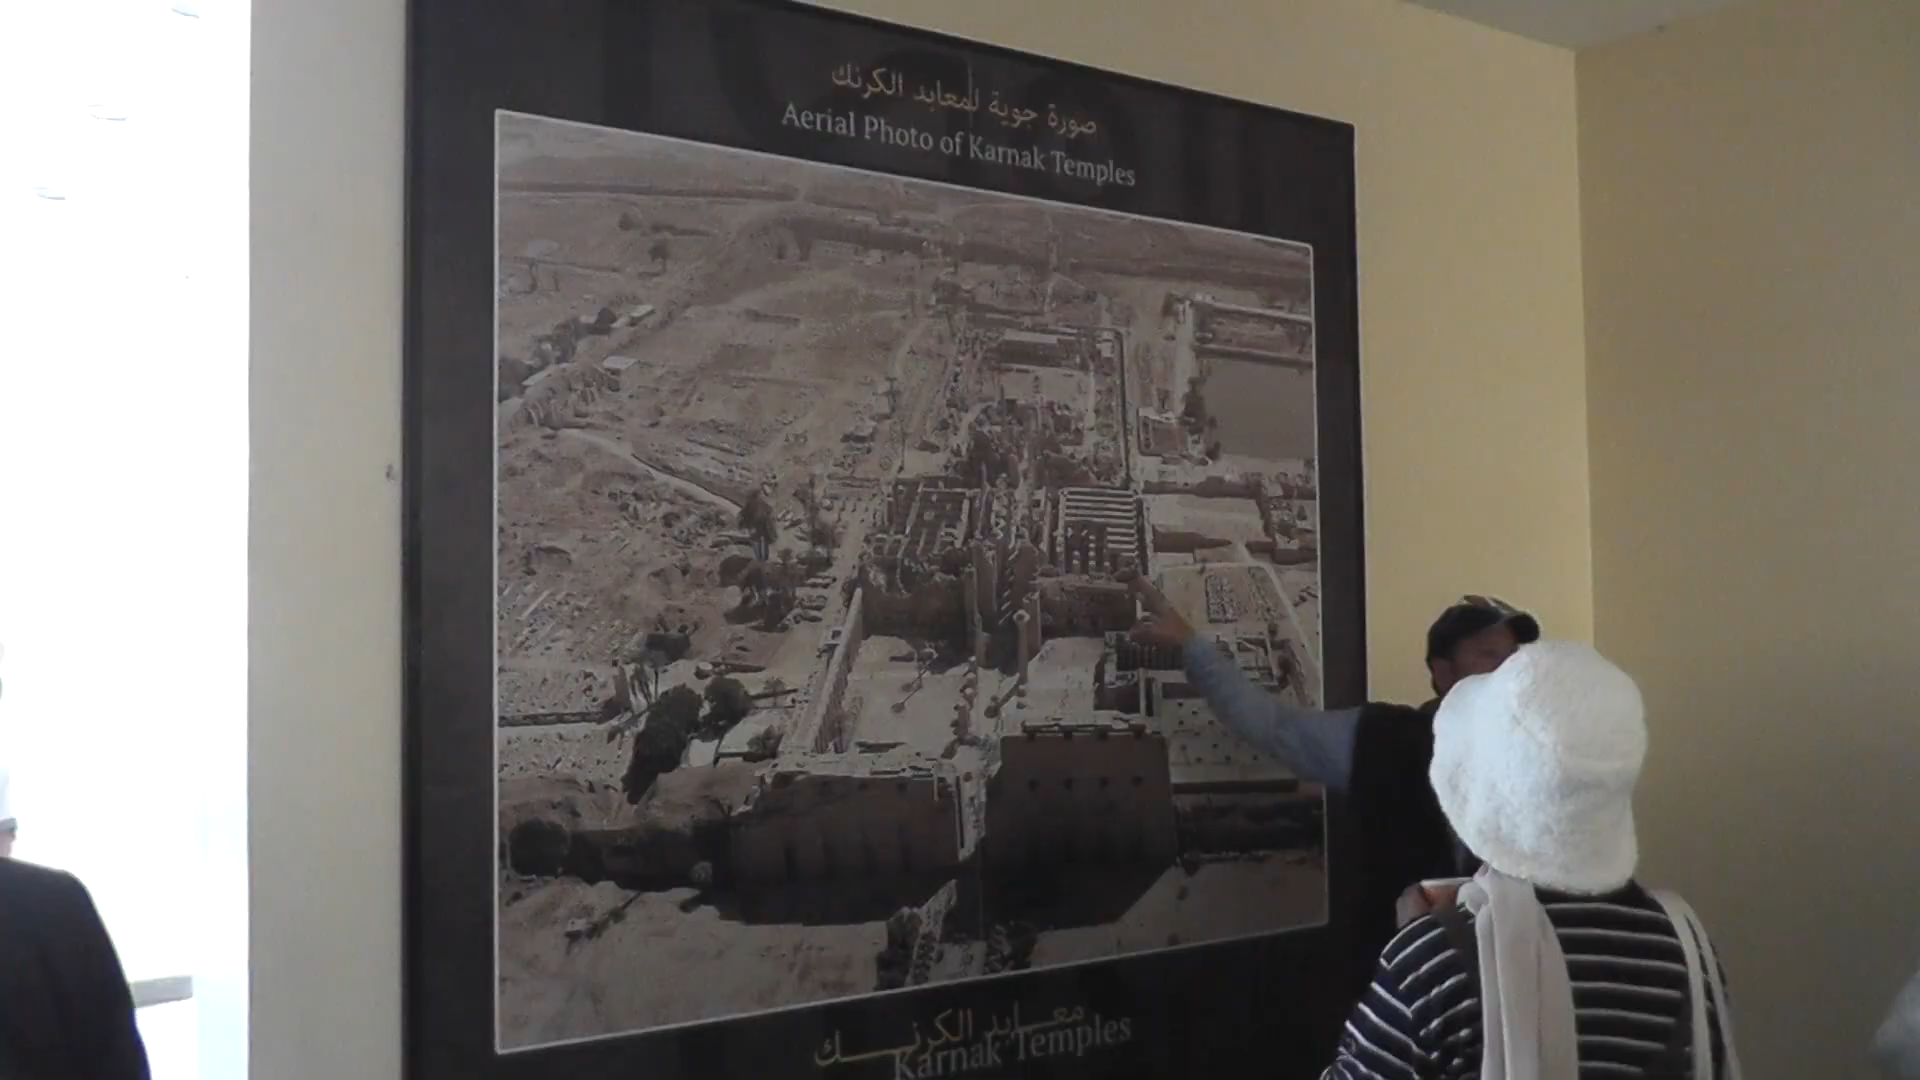 صورة جوية لمعابد الكرنك
Aerial Photo of Karnak Temples
معابد الكرنك
Karnak Temples